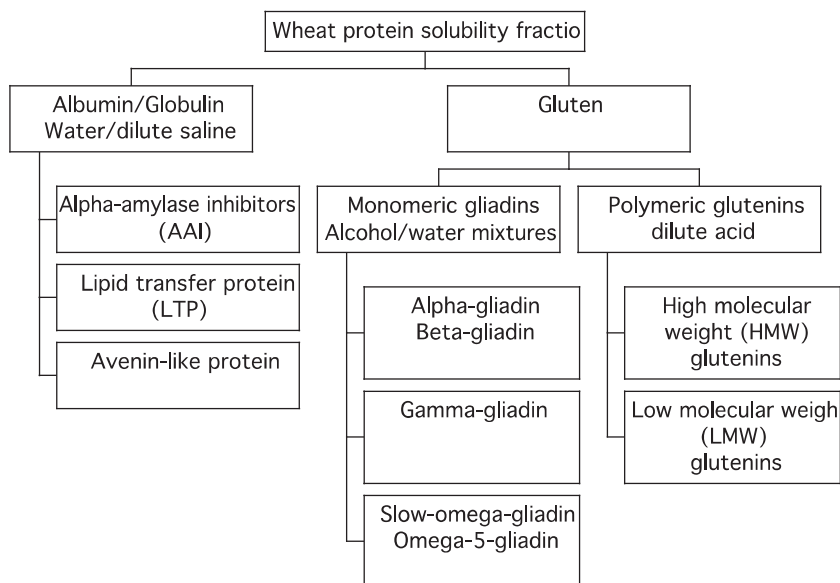 Wheat protein solubility fractio
Albumin/Globulin
Water/dilute saline
Gluten
Alpha-amylase inhibitors
(AAI)
Lipid transfer protein
(LTP)
Avenin-like protein
Monomeric gliadins
Alcohol/water mixtures
Alpha-gliadin
Beta-gliadin
Gamma-gliadin
Slow-omega-gliadin
Omega-5-gliadin
Polymeric glutenins
dilute acid
High molecular
weight (HMW)
glutenins
Low molecular weigh
(LMW)
glutenins